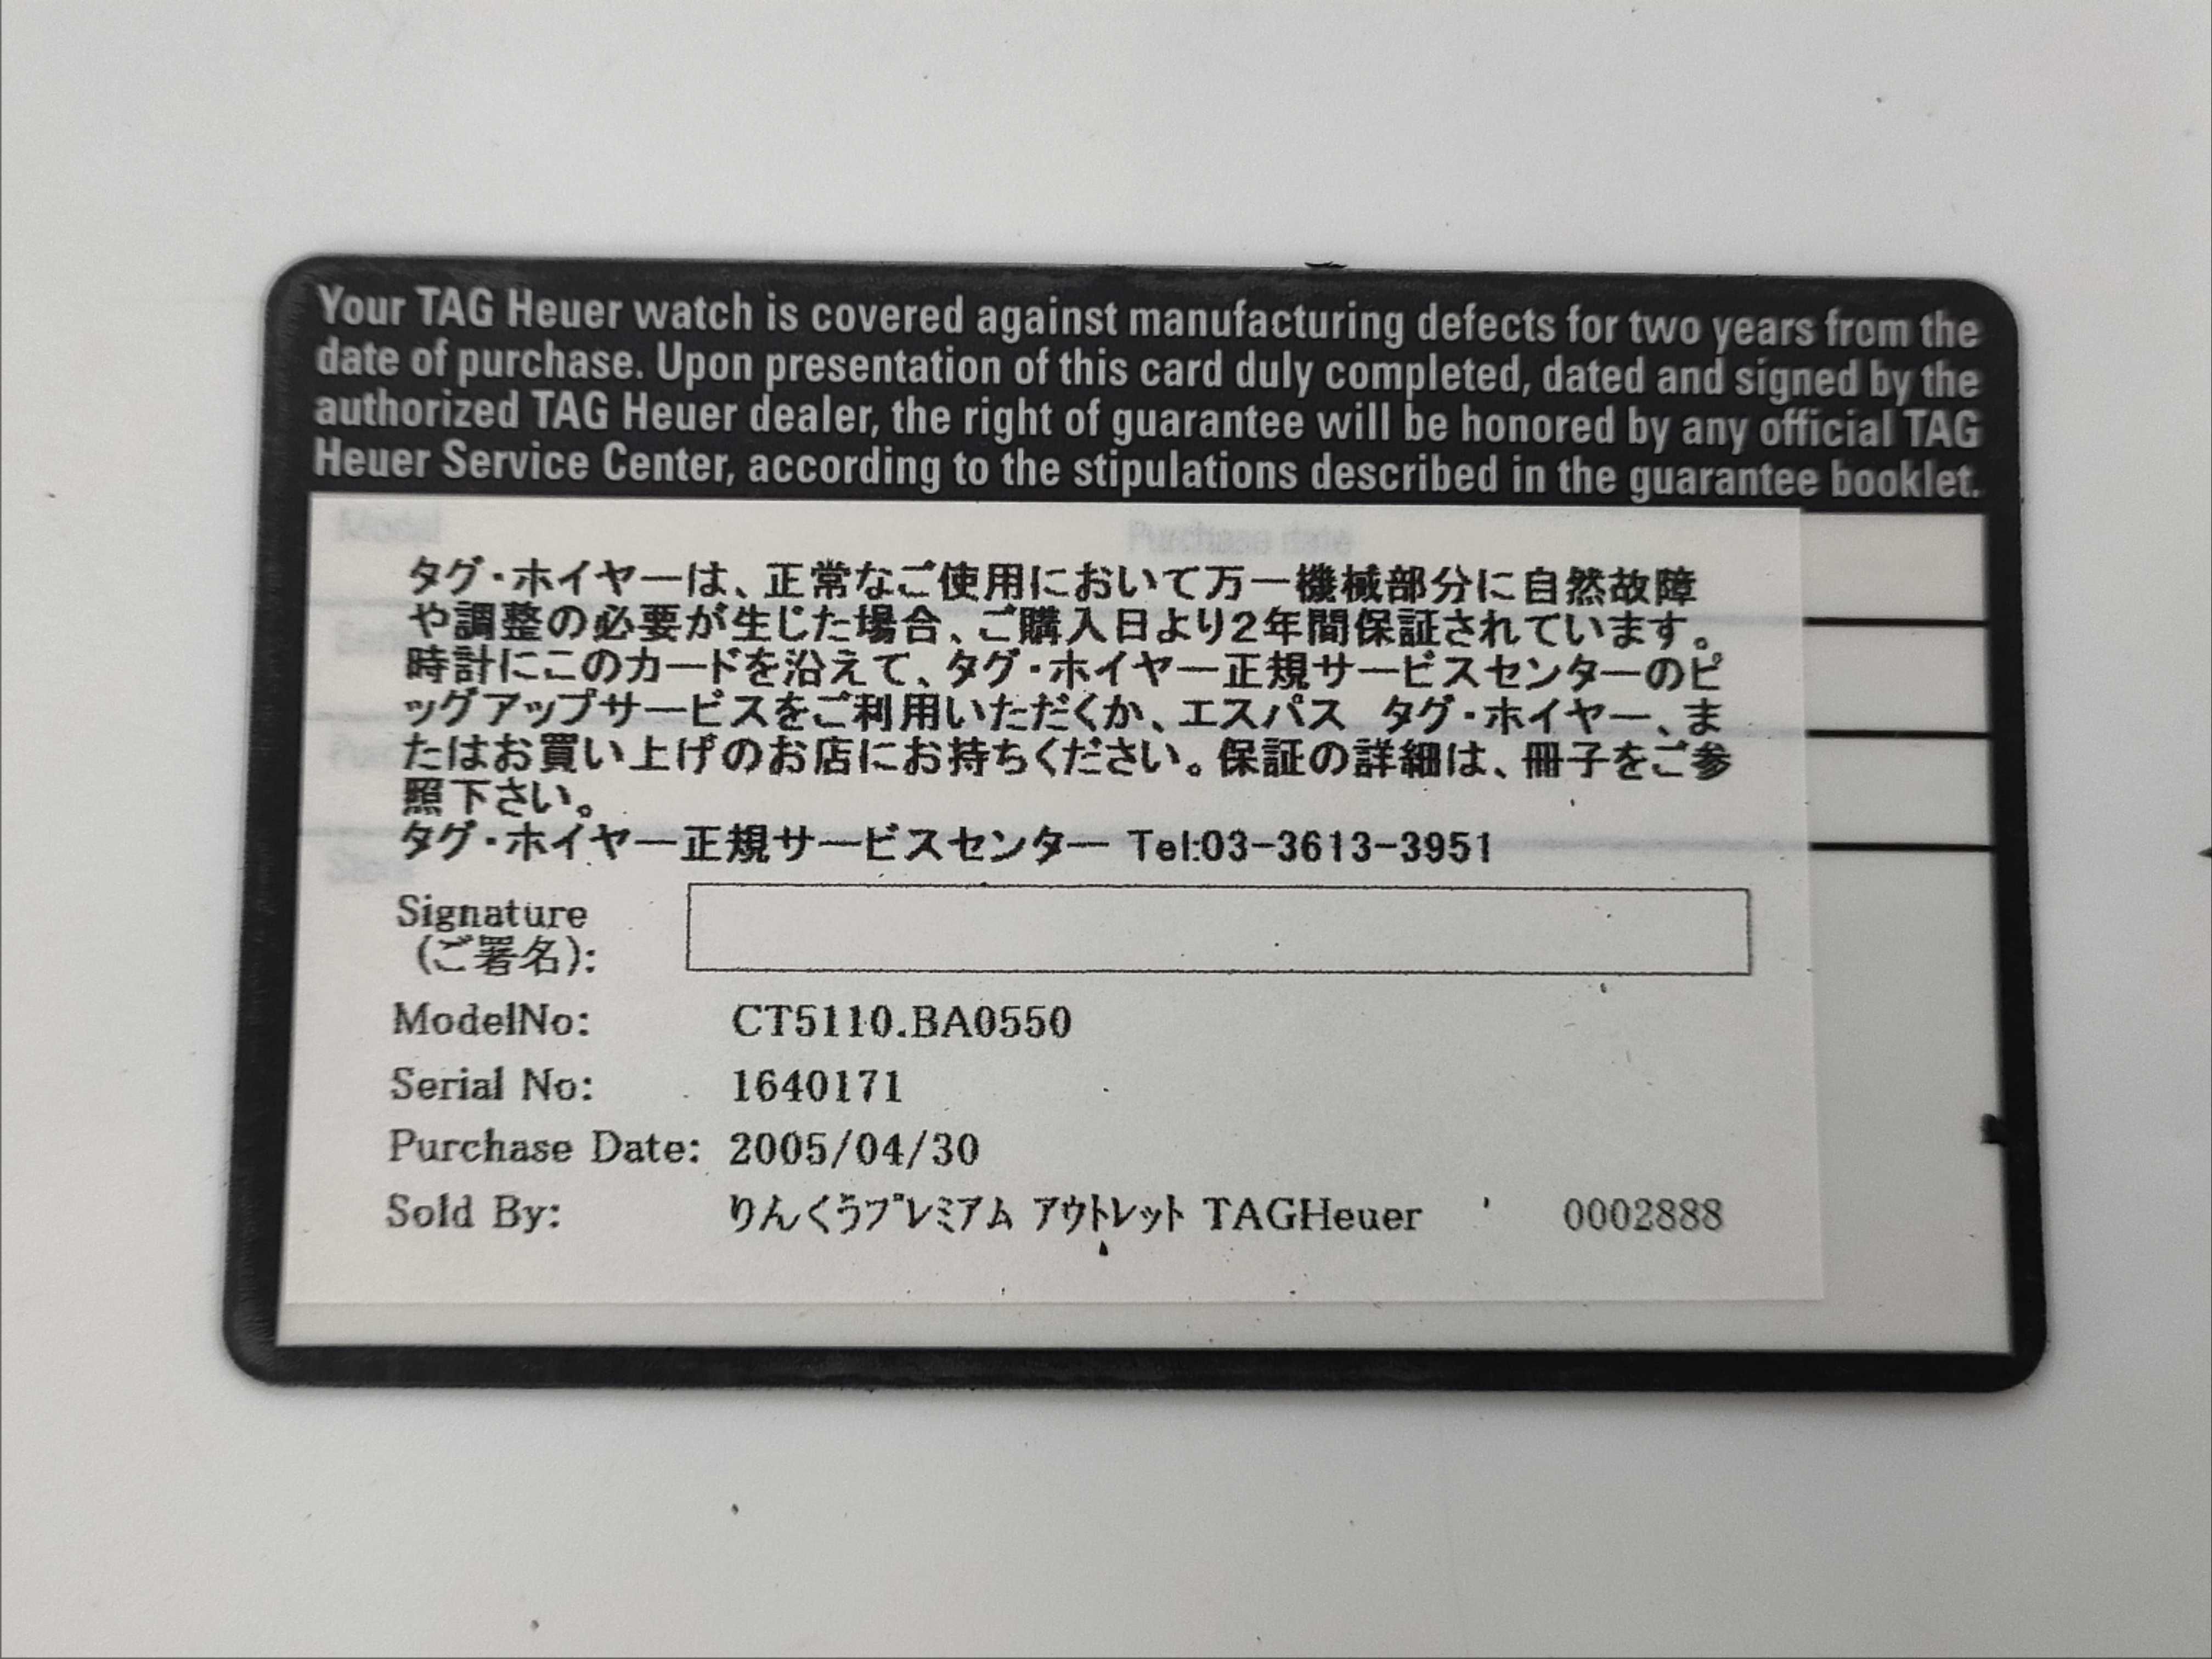 Your TAG Heuer watch is covered against manufacturing defects for two years from the
date of purchase. Upon presentation of this card duly completed, dated and signed by the
authorized TAG Heuer dealer, the right of guarantee will be honored by any official TAG
Heuer Service Center, according to the stipulations described in the guarantee booklet.
Model Purchase date
タグ・ホイヤーは、正常なご使用において万一機械部分に自然故障
や調整の必要が生じた場合、ご購入日より2年間保証されています。
時計にこのカードを沿えて、タグ・ホイヤー正規サービスセンターのピ
ッグアップサービスをご利用いただくか、エスパス タグ・ホイヤー、ま
たはお買い上げのお店にお持ちください。保証の詳細は、冊子をご参
照下さい。
タグ・ホイヤー正規サービスセンター Tel:03-3613-3951
Signature
(ご署名):
ModelNo: CT5110.BA0550
Serial No: 1640171
Purchase Date: 2005/04/30
Sold By: りんくうプレミアム アウトレット TAGHeuer 0002888